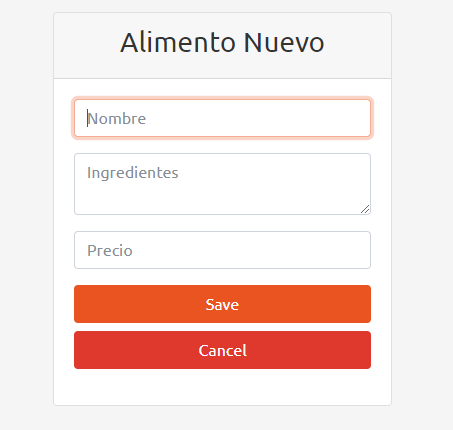 Alimento Nuevo
Nombre
Ingredientes
Precio
Save
Cancel